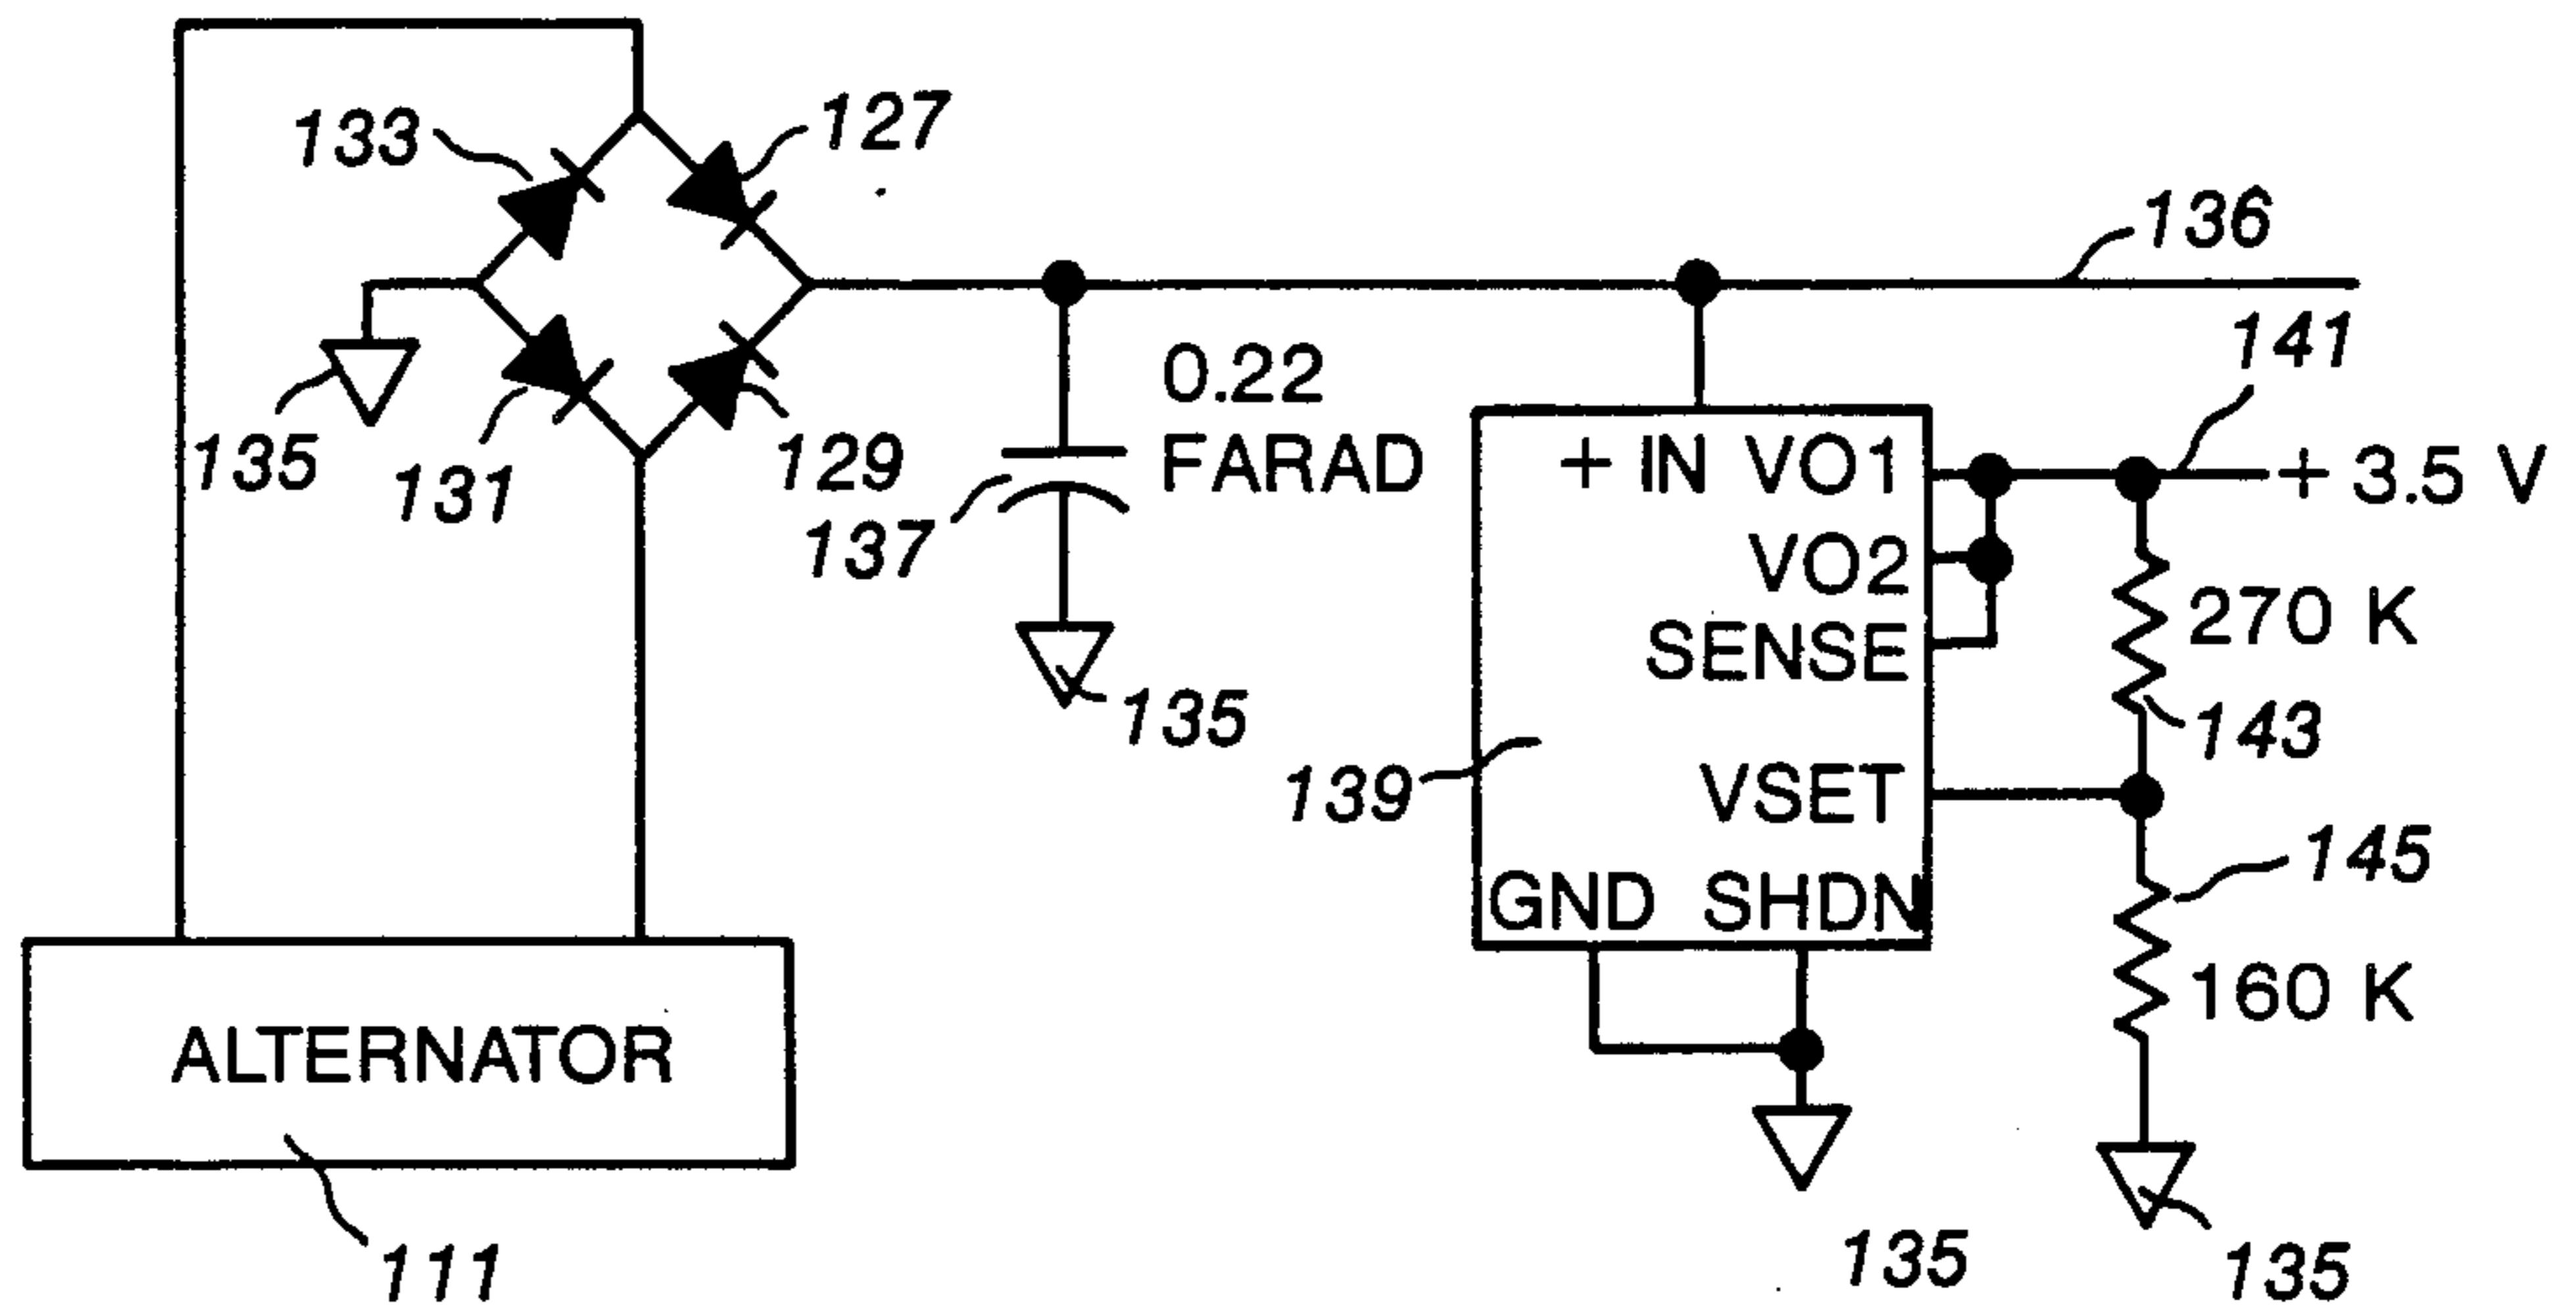 133
127
136
141
0.22
FARAD
135
131
129
137
+ IN VO1
+ 3.5 V
VO2
270 K
SENSE
135
143
139
VSET
145
GND SHDN
160 K
ALTERNATOR
111
135
135